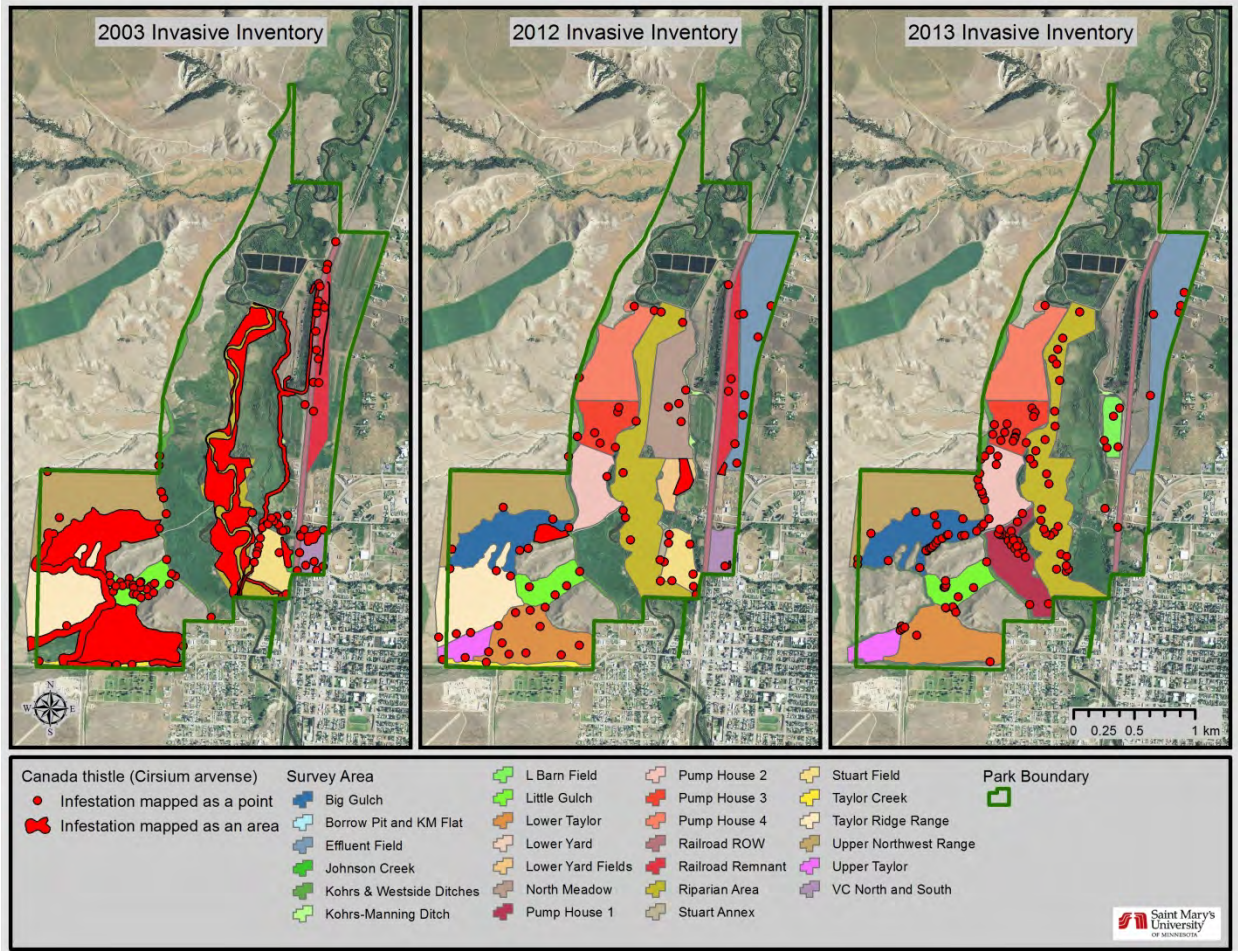 2003 Invasive Inventory
2012 Invasive Inventory
2013 Invasive Inventory
N
W E
S
0 0.25 0.5 1 km
Canada thistle (Cirsium arvense)
Infestation mapped as a point
Infestation mapped as an area
Survey Area
Big Gulch
Borrow Pit and KM Flat
Effluent Field
Johnson Creek
Kohrs & Westside Ditches
Kohrs-Manning Ditch
L Barn Field
Little Gulch
Lower Taylor
Lower Yard
Lower Yard Fields
North Meadow
Pump House 1
Pump House 2
Pump House 3
Pump House 4
Railroad ROW
Railroad Remnant
Riparian Area
Stuart Annex
Stuart Field
Taylor Creek
Taylor Ridge Range
Upper Northwest Range
Upper Taylor
VC North and South
Park Boundary
Saint Mary's
University
OF MINNESOTA